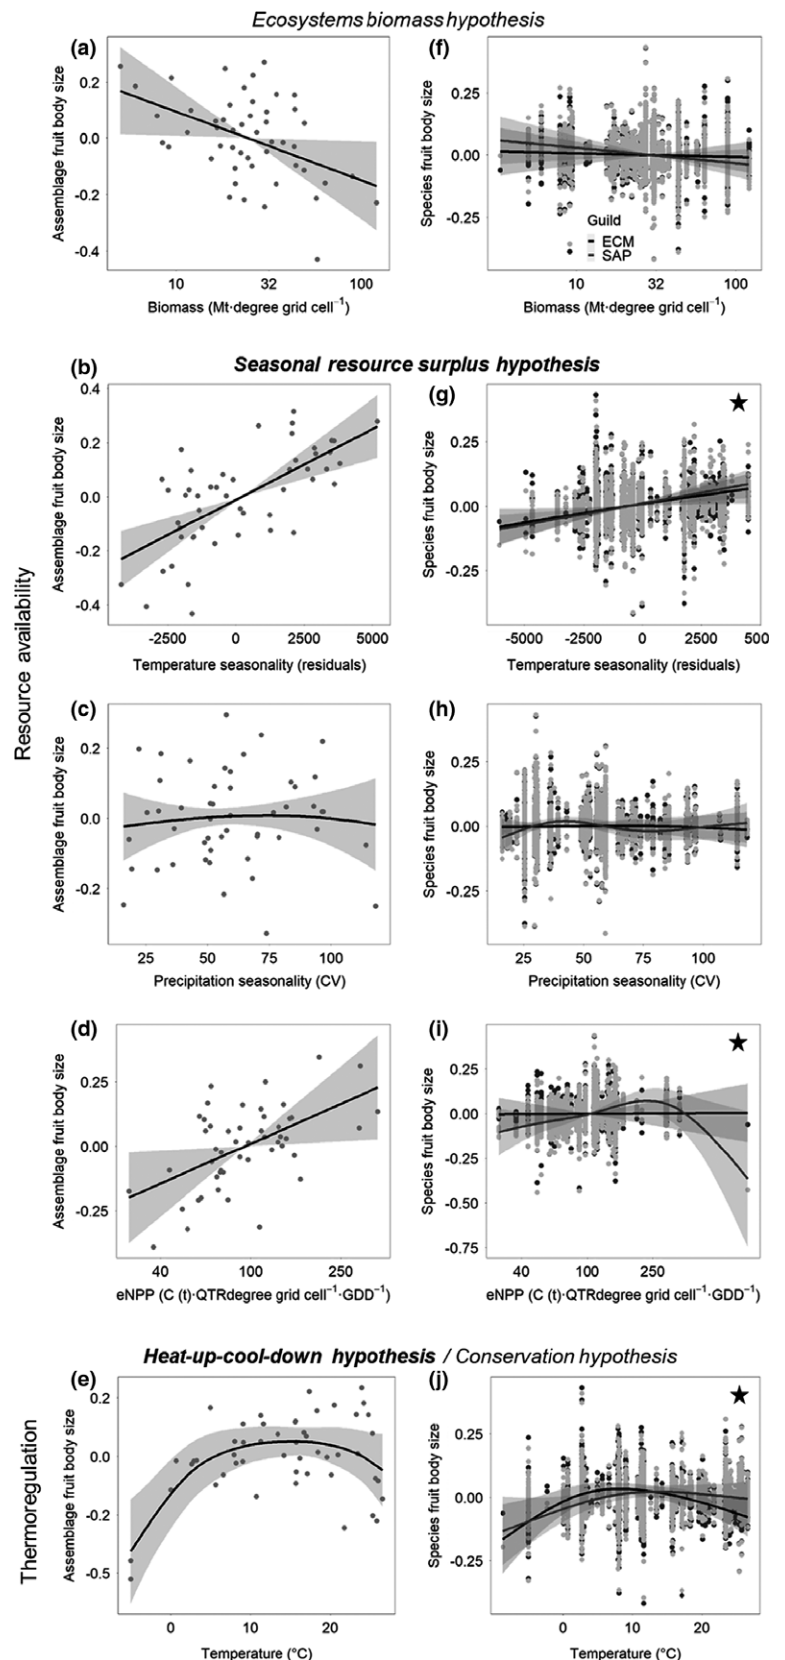 Ecosystems biomass hypothesis
(a)
Assemblage fruit body size
0.2
0.0
-0.2
-0.4
10
32
100
Biomass (Mt·degree grid cell⁻¹)
(f)
Species fruit body size
0.25
0.00
-0.25
Guild
ECM
SAP
10
32
100
Biomass (Mt·degree grid cell⁻¹)
Resource availability
Seasonal resource surplus hypothesis
(b)
Assemblage fruit body size
0.4
0.2
0.0
-0.2
-0.4
-2500
0
2500
5000
Temperature seasonality (residuals)
(g)
Species fruit body size
0.25
0.00
-0.25
-5000
-2500
0
2500
500
Temperature seasonality (residuals)
(c)
Assemblage fruit body size
0.2
0.0
-0.2
25
50
75
100
Precipitation seasonality (CV)
(h)
Species fruit body size
0.25
0.00
-0.25
25
50
75
100
Precipitation seasonality (CV)
(d)
Assemblage fruit body size
0.25
0.00
-0.25
40
100
250
eNPP (C (t)·QTRdegree grid cell⁻¹·GDD⁻¹)
(i)
Species fruit body size
0.25
0.00
-0.25
-0.50
-0.75
40
100
250
eNPP (C (t)·QTRdegree grid cell⁻¹·GDD⁻¹)
Thermoregulation
Heat-up-cool-down hypothesis / Conservation hypothesis
(e)
Assemblage fruit body size
0.2
0.0
-0.2
-0.5
0
10
20
Temperature (°C)
(j)
Species fruit body size
0.25
0.00
-0.25
0
10
20
Temperature (°C)